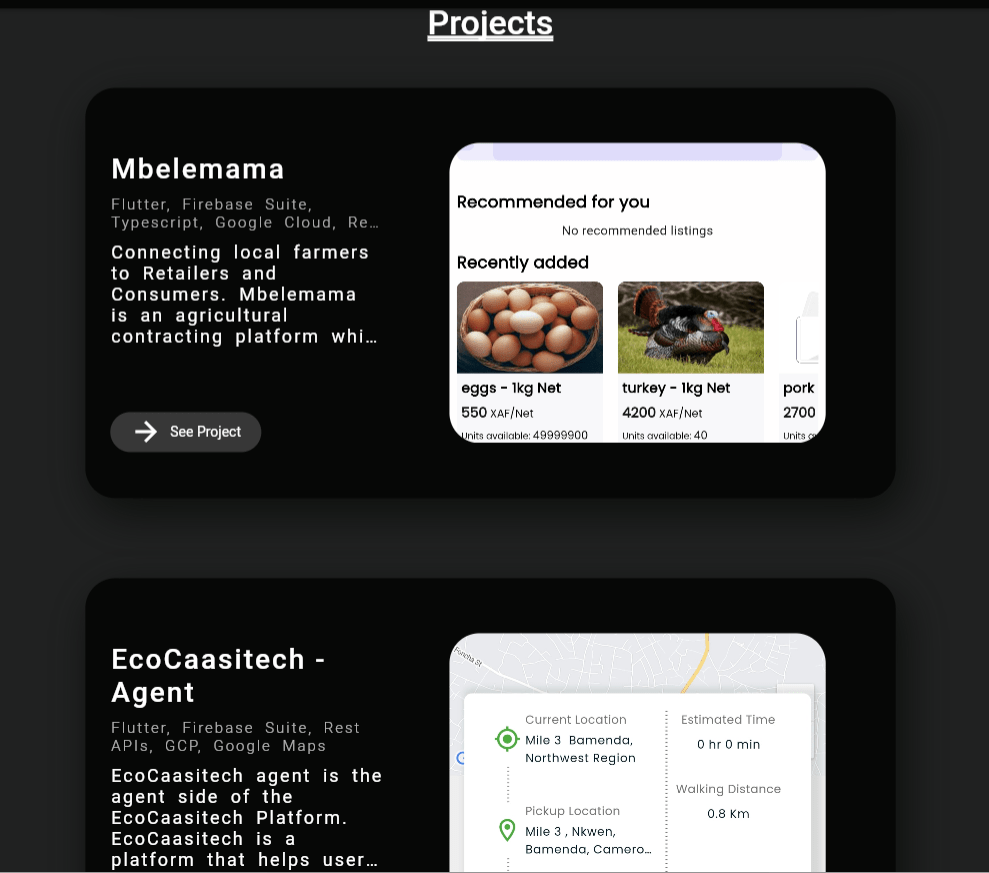 Projects
Mbelemama
Flutter, Firebase Suite,
Typescript, Google Cloud, Re…
Connecting local farmers
to Retailers and
Consumers. Mbelemama
is an agricultural
contracting platform whi…
See Project
Recommended for you
No recommended listings
Recently added
eggs - 1kg Net
550 XAF/Net
Units available: 49999900
turkey - 1kg Net
4200 XAF/Net
Units available: 40
pork
2700
Units
EcoCaasitech -
Agent
Flutter, Firebase Suite, Rest
APIs, GCP, Google Maps
EcoCaasitech agent is the
agent side of the
EcoCaasitech Platform.
EcoCaasitech is a
platform that helps user…
Foncha St
Current Location
Mile 3 Bamenda,
Northwest Region
Estimated Time
0 hr 0 min
Walking Distance
0.8 Km
Pickup Location
Mile 3 , Nkwen,
Bamenda, Camero…